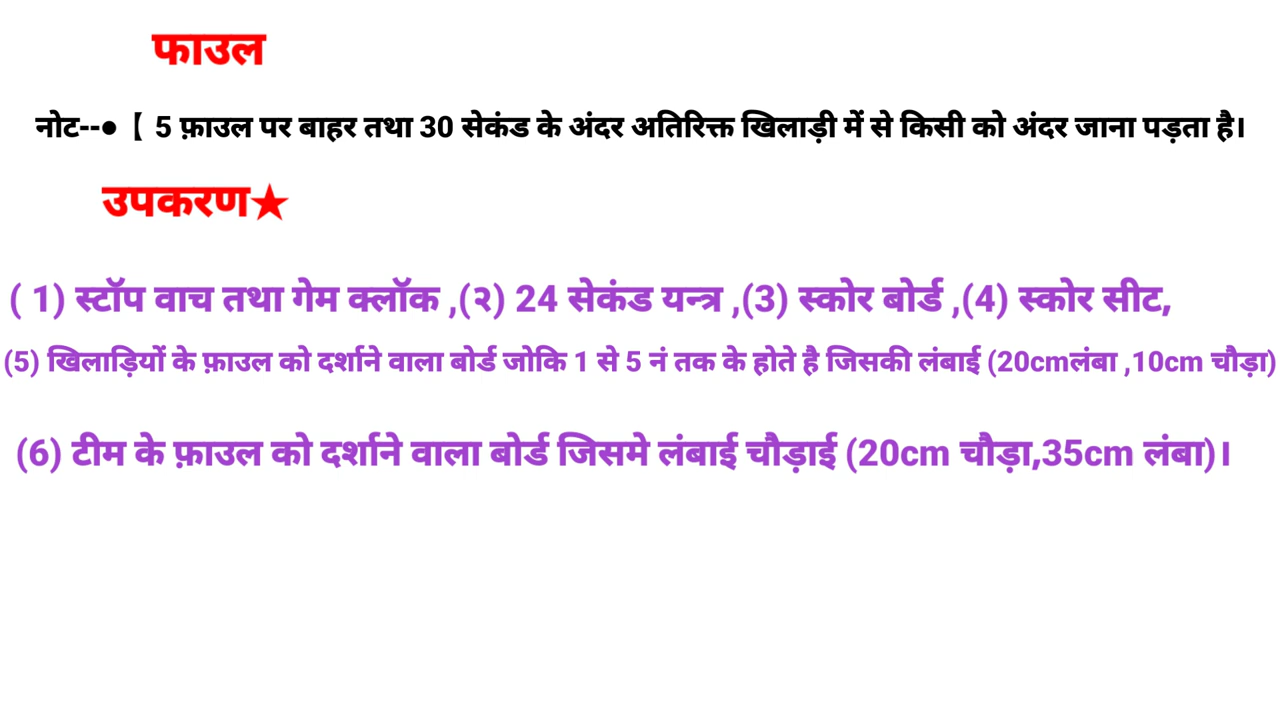 फाउल
नोट--●【 5 फ़ाउल पर बाहर तथा 30 सेकंड के अंदर अतिरिक्त खिलाड़ी में से किसी को अंदर जाना पड़ता है।
उपकरण★
( 1) स्टॉप वाच तथा गेम क्लॉक ,(२) 24 सेकंड यन्त्र ,(3) स्कोर बोर्ड ,(4) स्कोर सीट,
(5) खिलाड़ियों के फ़ाउल को दर्शाने वाला बोर्ड जोकि 1 से 5 नं तक के होते है जिसकी लंबाई (20cmलंबा ,10cm चौड़ा)
(6) टीम के फ़ाउल को दर्शाने वाला बोर्ड जिसमे लंबाई चौड़ाई (20cm चौड़ा,35cm लंबा)।